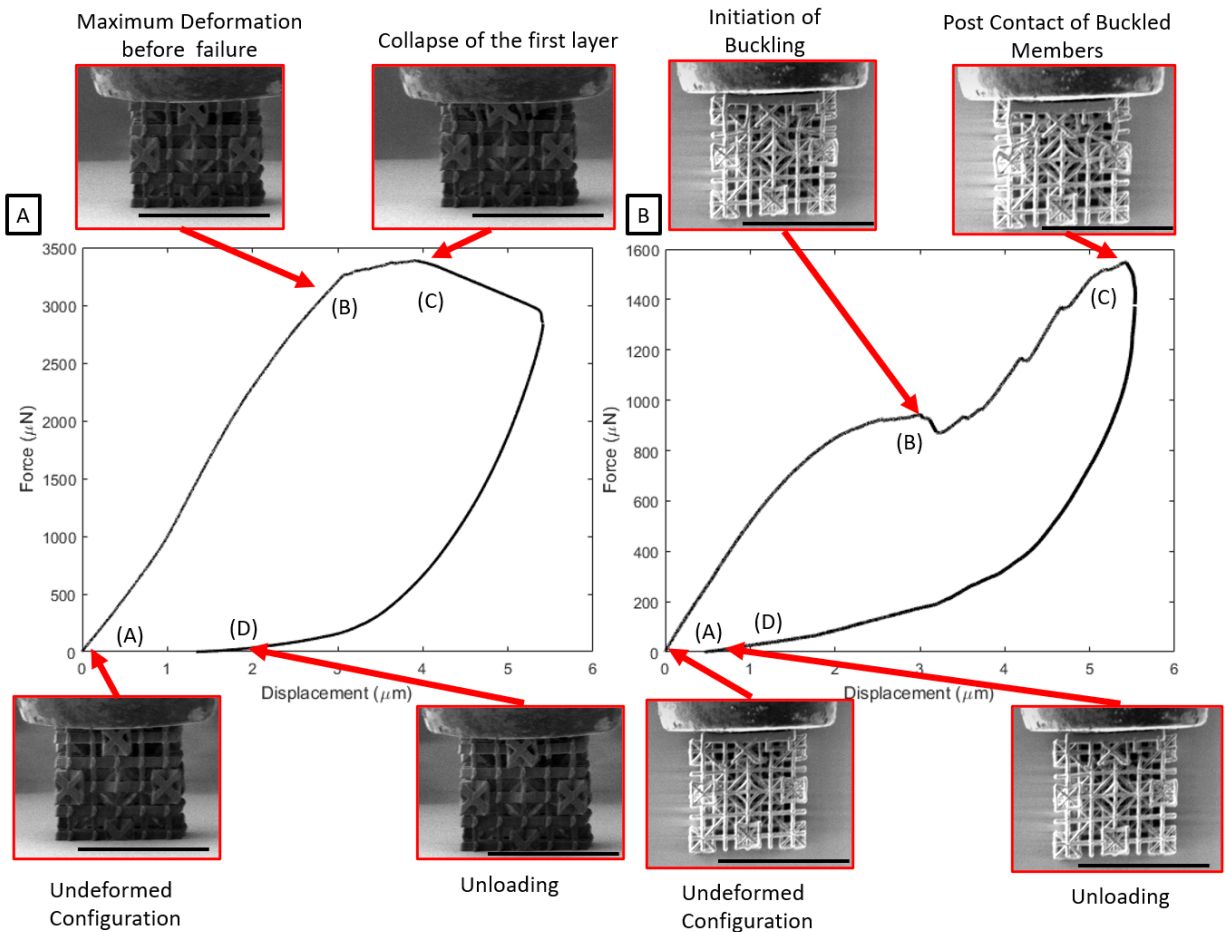 Maximum Deformation
before failure
Collapse of the first layer
Initiation of
Buckling
Post Contact of Buckled
Members
A
B
3500
3000
2500
2000
1500
1000
500
0
Force (μN)
(B)
(C)
(A)
(D)
0
1
2
3
4
5
6
Displacement (μm)
1600
1400
1200
1000
800
600
400
200
0
Force (μN)
(C)
(B)
(A)
(D)
0
1
2
3
4
5
6
Displacement (μm)
Undeformed
Configuration
Unloading
Undeformed
Configuration
Unloading